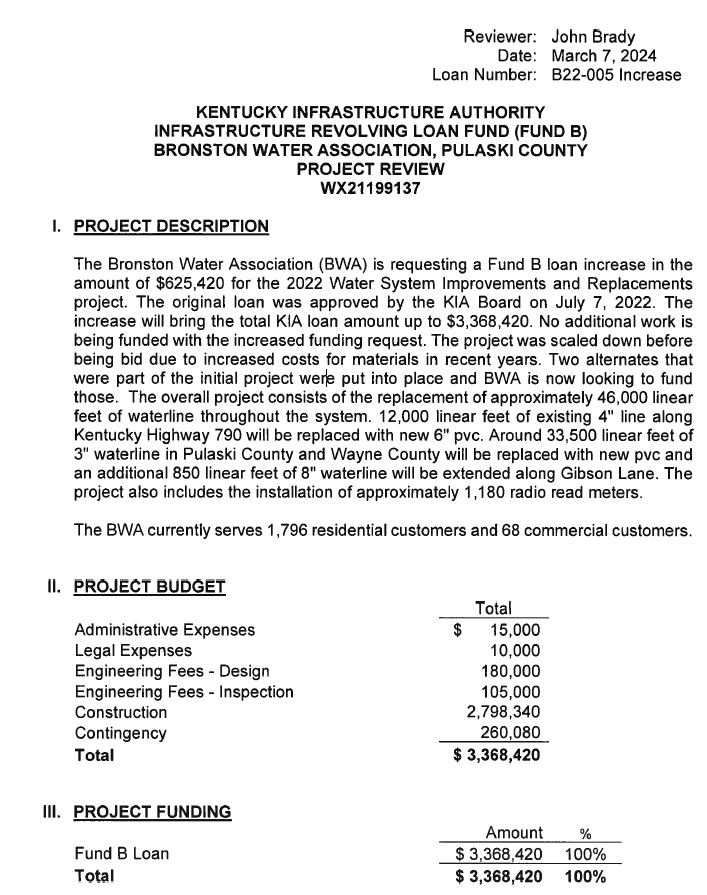 Reviewer: John Brady
Date: March 7, 2024
Loan Number: B22-005 Increase
KENTUCKY INFRASTRUCTURE AUTHORITY
INFRASTRUCTURE REVOLVING LOAN FUND (FUND B)
BRONSTON WATER ASSOCIATION, PULASKI COUNTY
PROJECT REVIEW
WX21199137
I. PROJECT DESCRIPTION
The Bronston Water Association (BWA) is requesting a Fund B loan increase in the
amount of $625,420 for the 2022 Water System Improvements and Replacements
project. The original loan was approved by the KIA Board on July 7, 2022. The
increase will bring the total KIA loan amount up to $3,368,420. No additional work is
being funded with the increased funding request. The project was scaled down before
being bid due to increased costs for materials in recent years. Two alternates that
were part of the initial project were put into place and BWA is now looking to fund
those. The overall project consists of the replacement of approximately 46,000 linear
feet of waterline throughout the system. 12,000 linear feet of existing 4" line along
Kentucky Highway 790 will be replaced with new 6" pvc. Around 33,500 linear feet of
3" waterline in Pulaski County and Wayne County will be replaced with new pvc and
an additional 850 linear feet of 8" waterline will be extended along Gibson Lane. The
project also includes the installation of approximately 1,180 radio read meters.
The BWA currently serves 1,796 residential customers and 68 commercial customers.
II. PROJECT BUDGET
Total
Administrative Expenses $ 15,000
Legal Expenses 10,000
Engineering Fees - Design 180,000
Engineering Fees - Inspection 105,000
Construction 2,798,340
Contingency 260,080
Total $ 3,368,420
III. PROJECT FUNDING
Amount %
Fund B Loan $ 3,368,420 100%
Total $ 3,368,420 100%